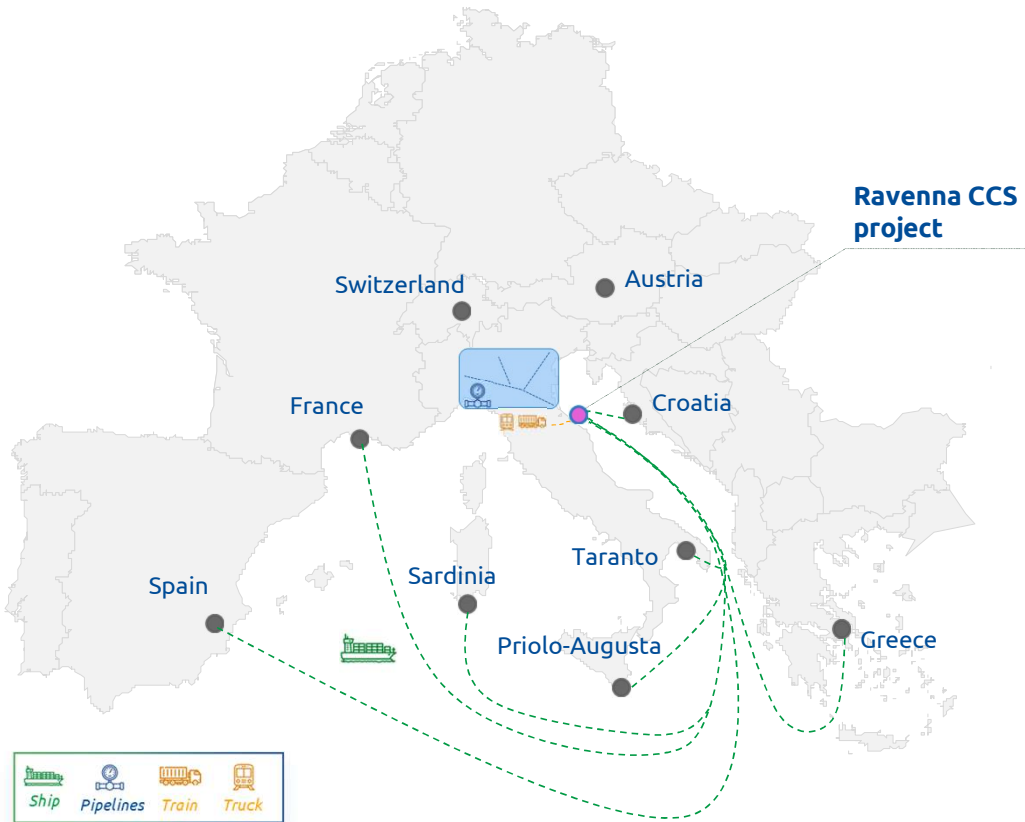 Ravenna CCS
project
Switzerland
Austria
France
Croatia
Taranto
Sardinia
Spain
Priolo-Augusta
Greece
Ship
Pipelines
Train
Truck